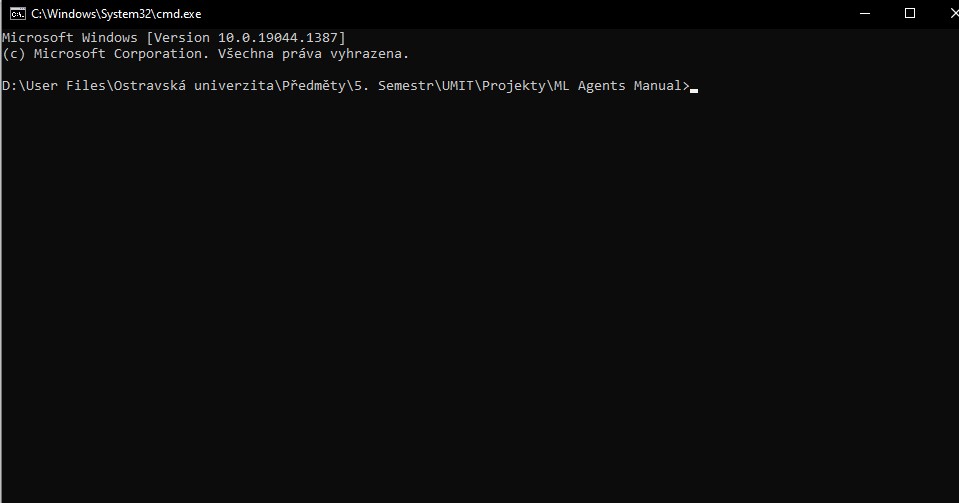 C:\Windows\System32\cmd.exe
Microsoft Windows [Version 10.0.19044.1387]
(c) Microsoft Corporation. Všechna práva vyhrazena.
D:\User Files\Ostravská univerzita\Předměty\5. Semestr\UMIT\Projekty\ML Agents Manual>